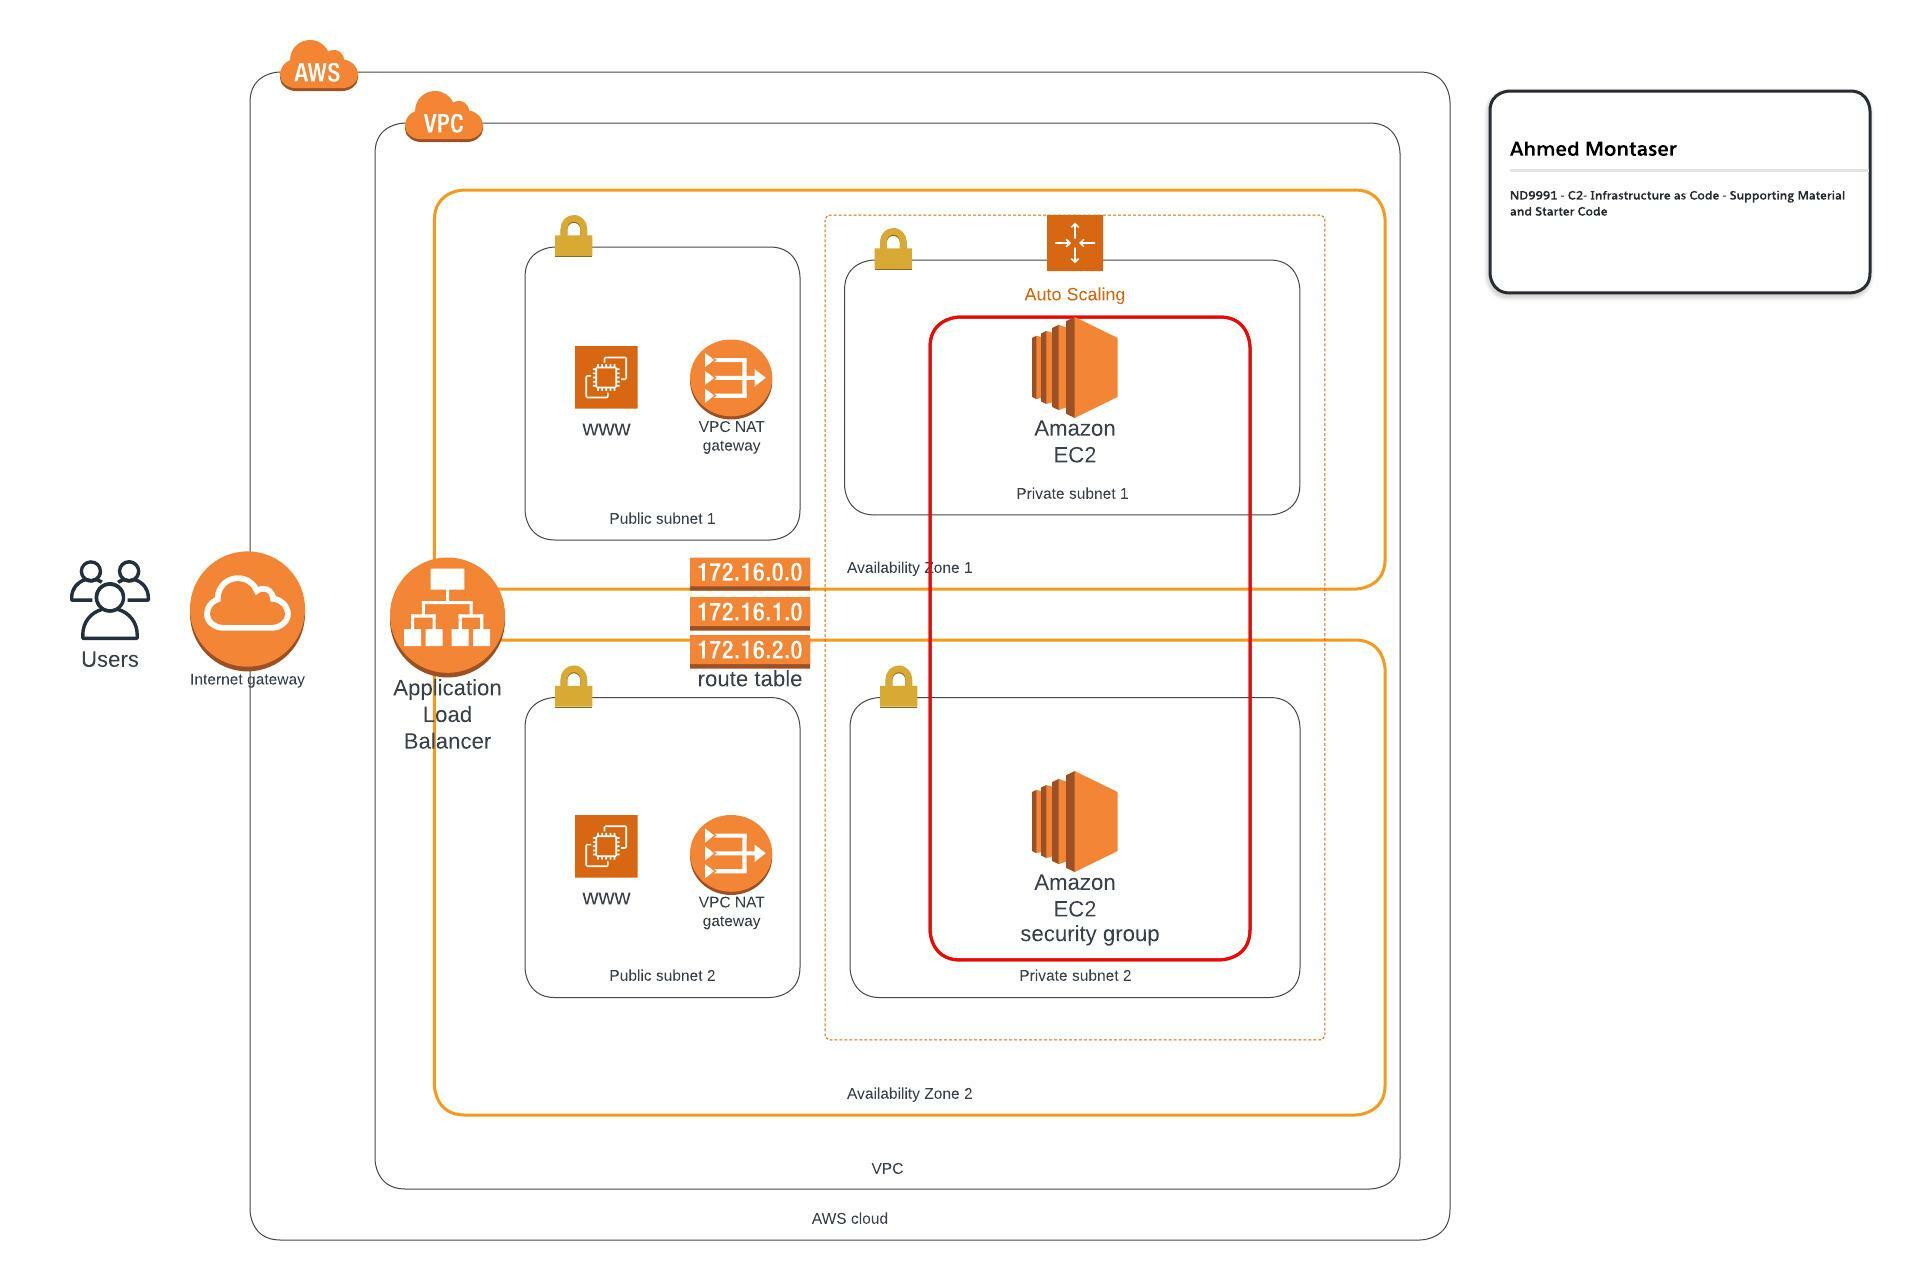 AWS
VPC
Ahmed Montaser
ND9991 - C2- Infrastructure as Code - Supporting Material
and Starter Code
Auto Scaling
www
VPC NAT
gateway
Amazon
EC2
Private subnet 1
Public subnet 1
Availability Zone 1
172.16.0.0
172.16.1.0
172.16.2.0
route table
Users
Internet gateway
Application
Load
Balancer
www
VPC NAT
gateway
Amazon
EC2
security group
Public subnet 2
Private subnet 2
Availability Zone 2
VPC
AWS cloud